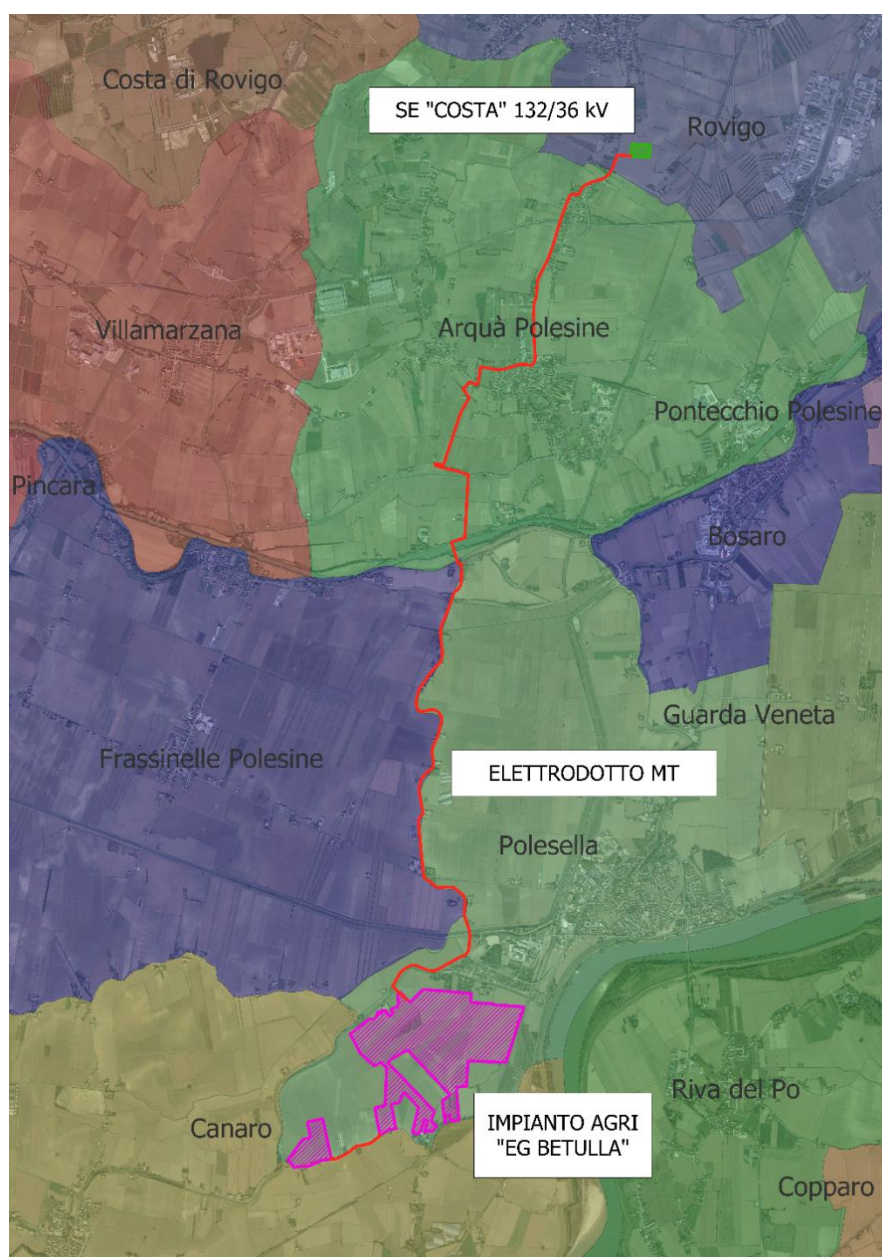 Costa di Rovigo
SE "COSTA" 132/36 kV
Rovigo
Villamarzana
Arquà Polesine
Pontecchio Polesine
Pincara
Bosaro
Guarda Veneta
Frassinelle Polesine
ELETTRODOTTO MT
Polesella
Riva del Po
Canaro
IMPIANTO AGRI
"EG BETULLA"
Copparo